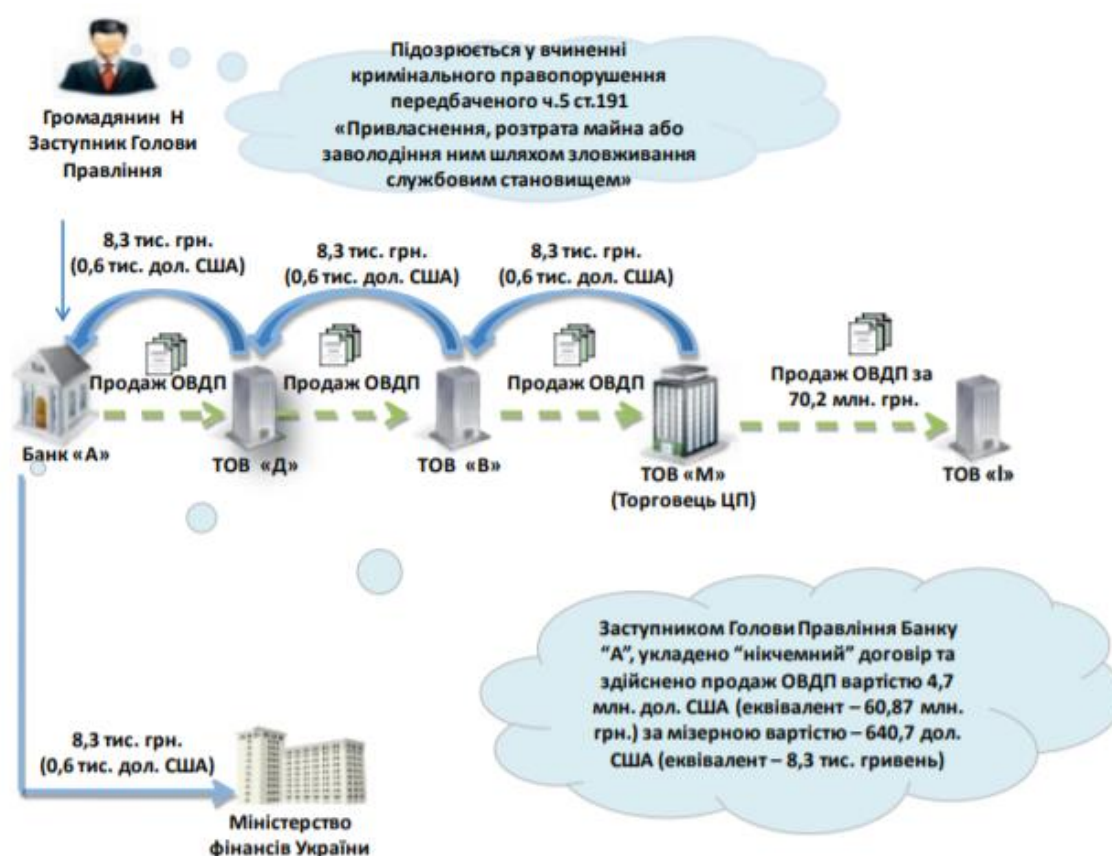 Підозрюється у вчиненні
кримінального правопорушення
передбаченого ч.5 ст.191
«Привласнення, розтрата майна або
заволодіння ним шляхом зловживання
службовим становищем»
Громадянин Н
Заступник Голови
Правління
8,3 тис. грн.
(0,6 тис. дол. США)
8,3 тис. грн.
(0,6 тис. дол. США)
8,3 тис. грн.
(0,6 тис. дол. США)
Продаж ОВДП
Продаж ОВДП
Продаж ОВДП
Продаж ОВДП за
70,2 млн. грн.
Банк «А»
ТОВ «Д»
ТОВ «В»
ТОВ «М»
(Торговець ЦП)
ТОВ «І»
Заступником Голови Правління Банку
“А”, укладено “нікчемний” договір та
здійснено продаж ОВДП вартістю 4,7
млн. дол. США (еквівалент – 60,87 млн.
грн.) за мізерною вартістю – 640,7 дол.
США (еквівалент – 8,3 тис. гривень)
8,3 тис. грн.
(0,6 тис. дол. США)
Міністерство
фінансів України